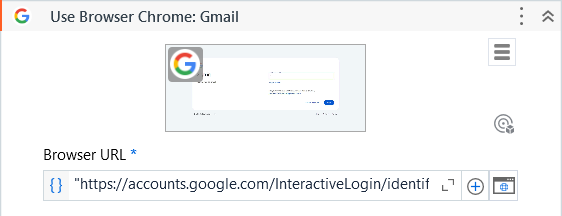 Use Browser Chrome: Gmail
Browser URL *
{ } "https://accounts.google.com/InteractiveLogin/identif